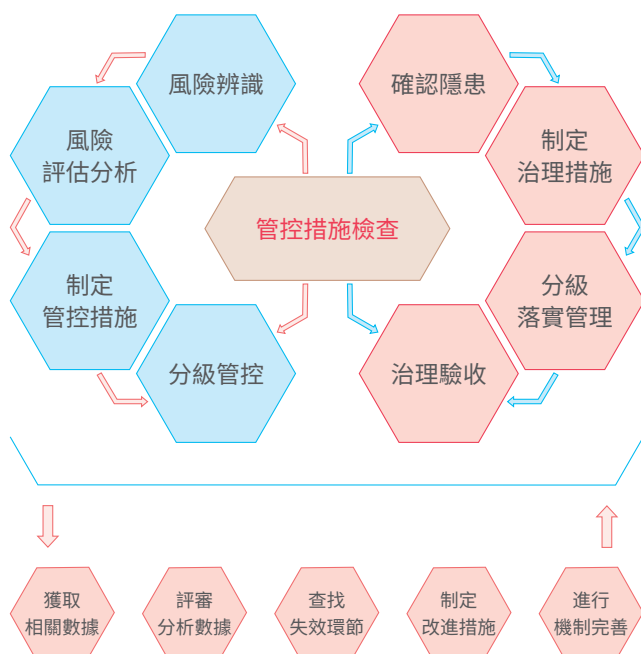 風險辨識
確認隱患
風險
評估分析
制定
治理措施
管控措施檢查
制定
管控措施
分級
落實管理
分級管控
治理驗收
獲取
相關數據
評審
分析數據
查找
失效環節
制定
改進措施
進行
機制完善